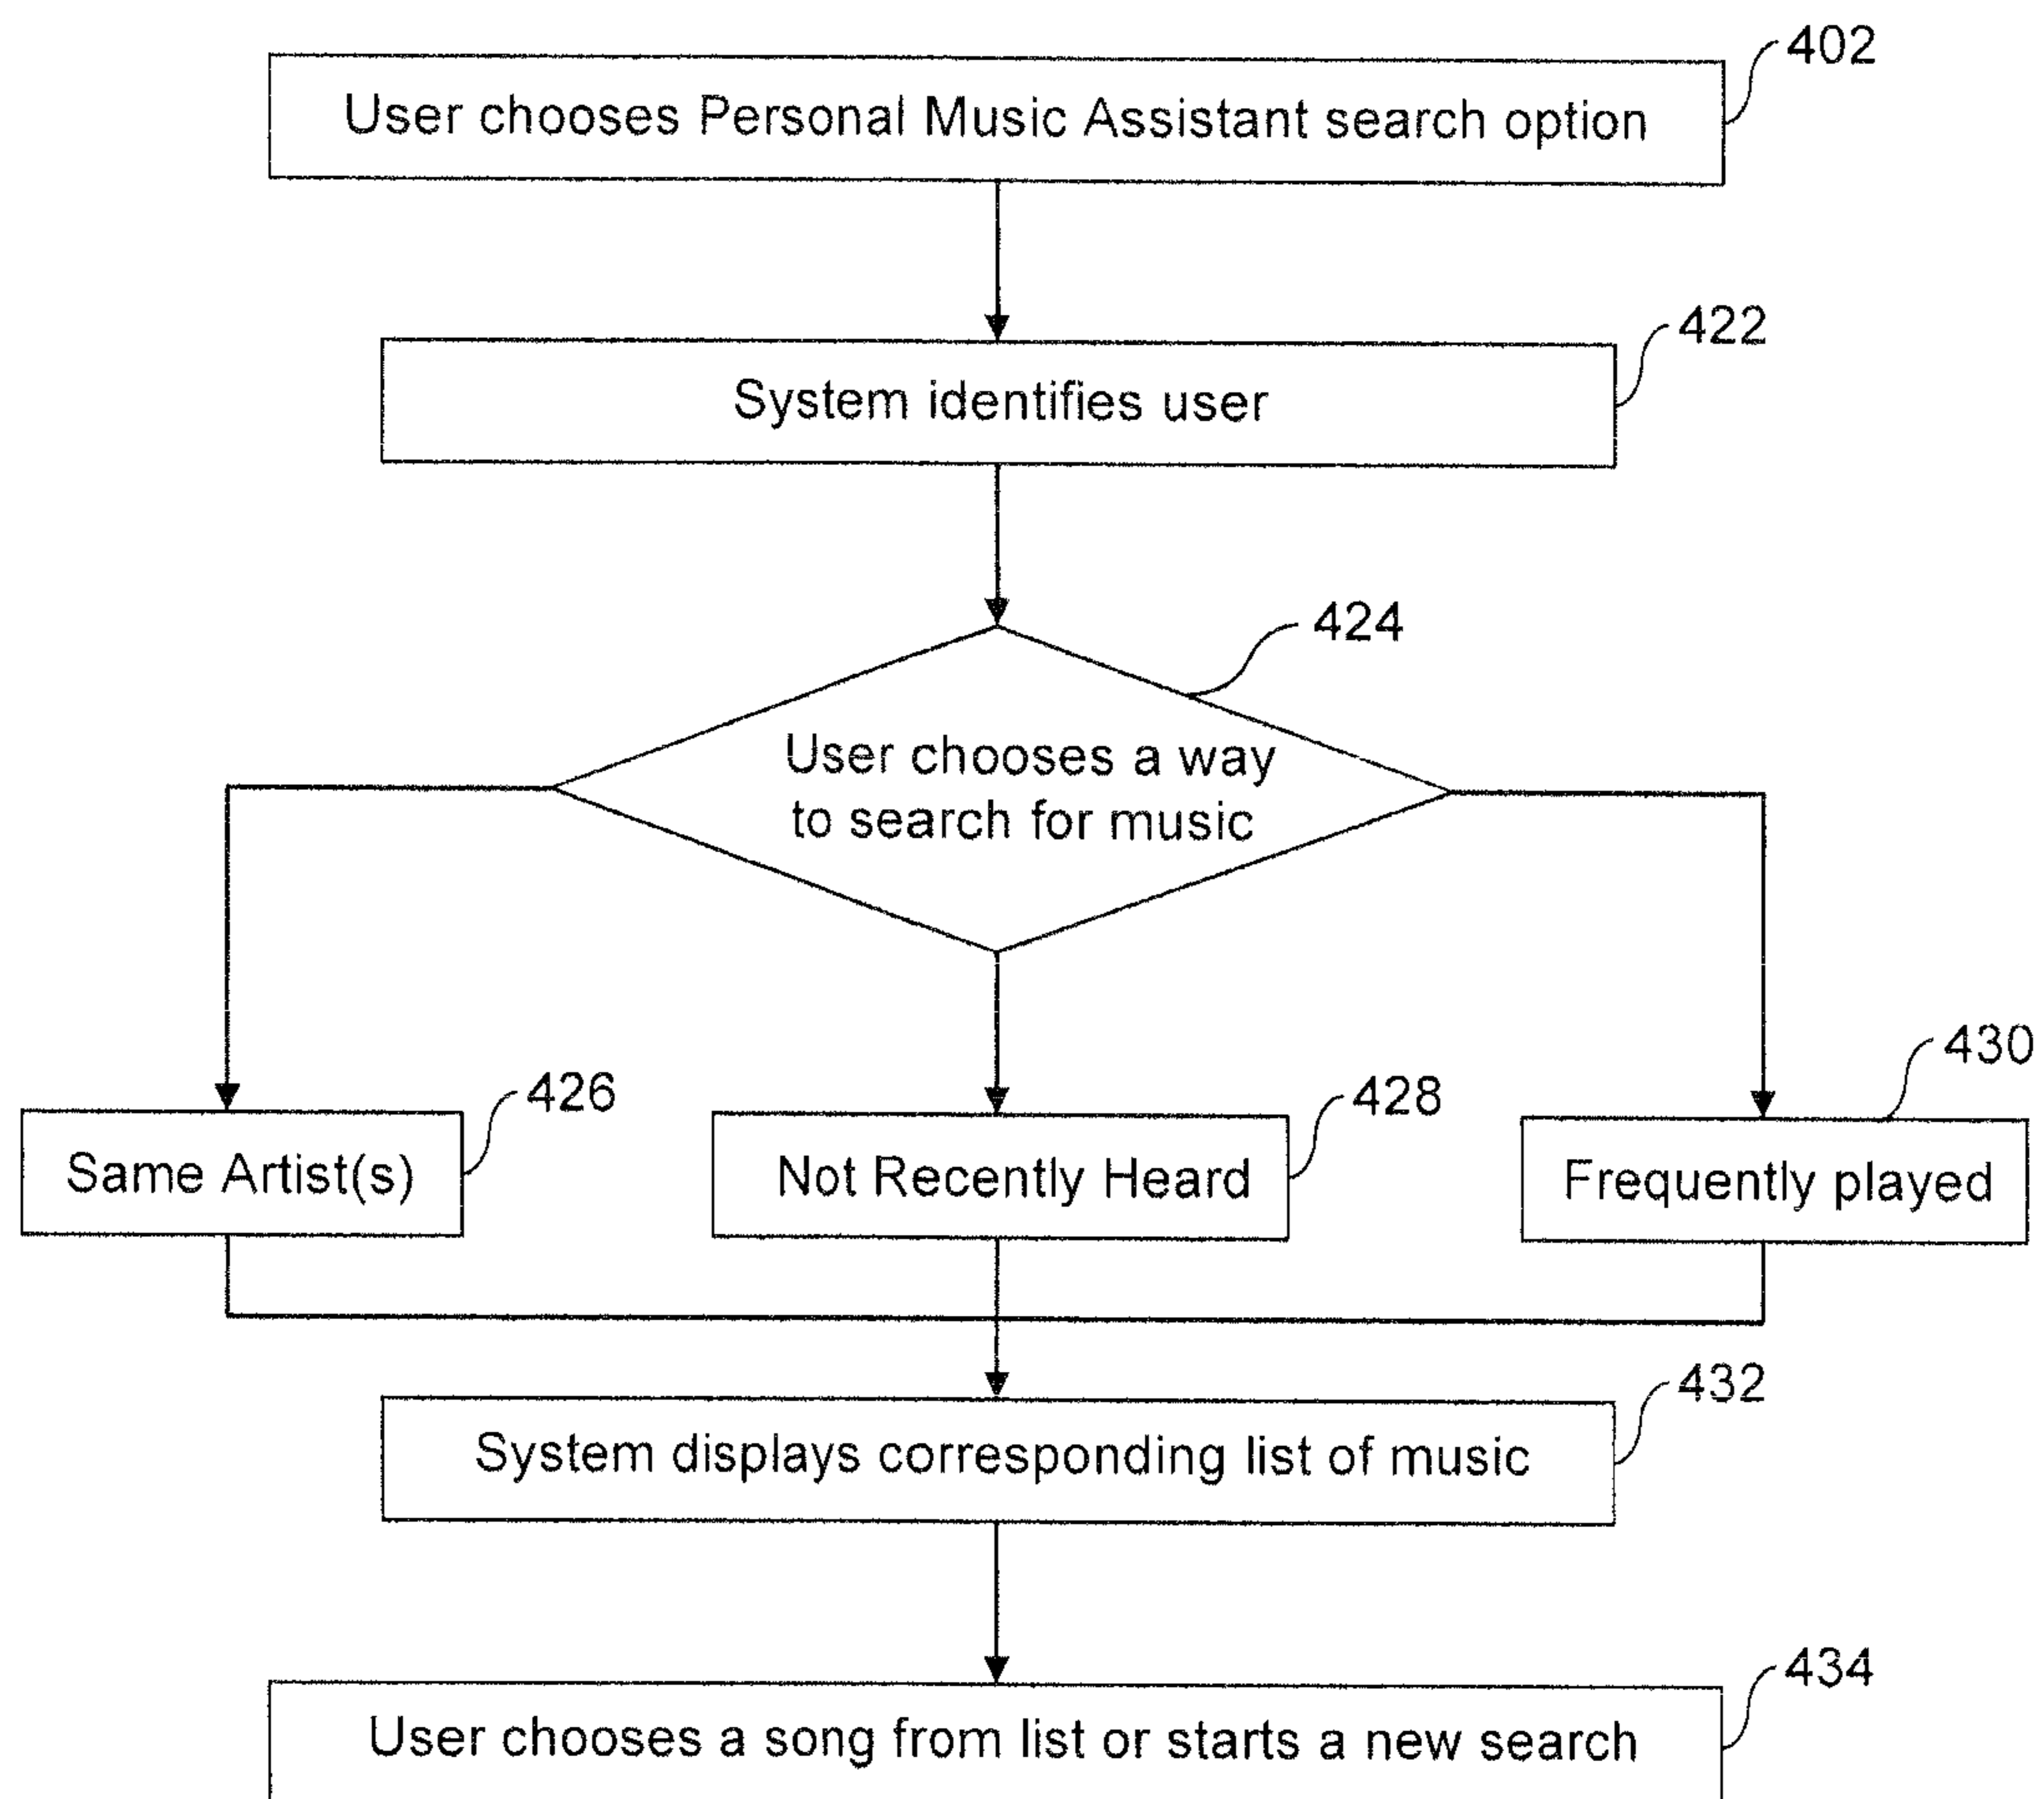 402
User chooses Personal Music Assistant search option
422
System identifies user
424
User chooses a way
to search for music
426
Same Artist(s)
428
Not Recently Heard
430
Frequently played
432
System displays corresponding list of music
434
User chooses a song from list or starts a new search